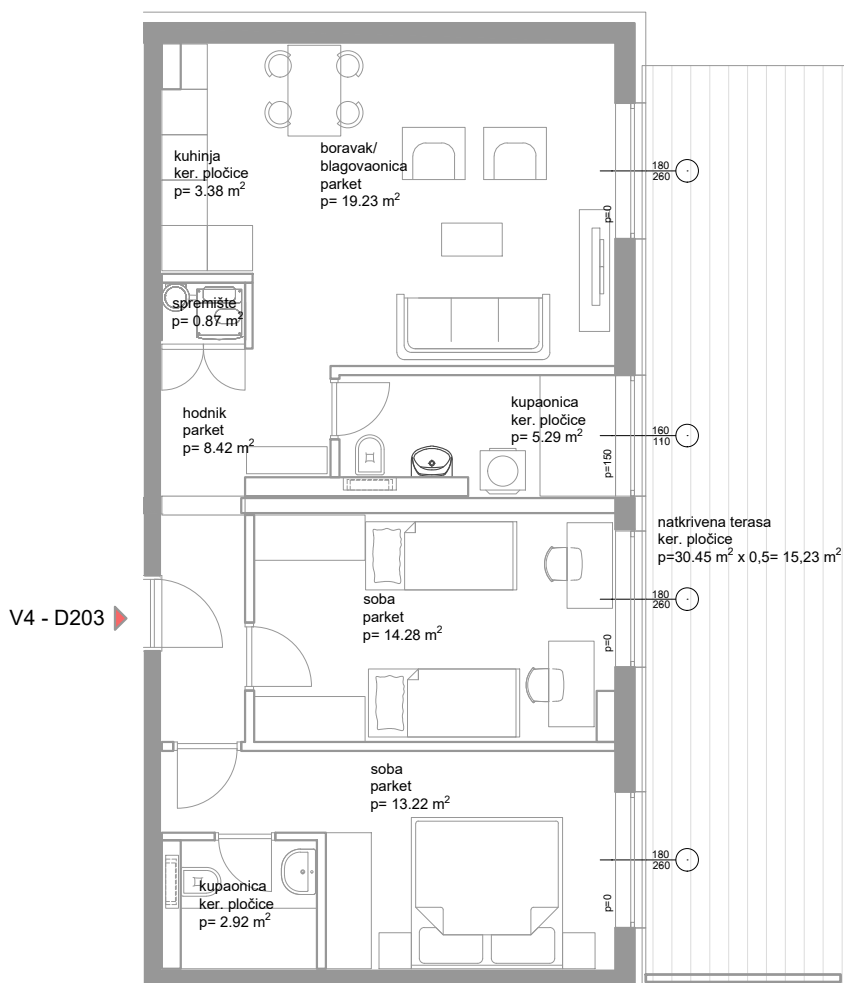 kuhinja
ker. pločice
p= 3.38 m²
boravak/
blagovaonica
parket
p= 19.23 m²
180
260
p=0
spremište
p= 0.87 m²
hodnik
parket
p= 8.42 m²
kupaonica
ker. pločice
p= 5.29 m²
160
110
p=150
natkrivena terasa
ker. pločice
p=30.45 m² x 0,5= 15,23 m²
V4 - D203
soba
parket
p= 14.28 m²
180
260
p=0
soba
parket
p= 13.22 m²
180
260
p=0
kupaonica
ker. pločice
p= 2.92 m²